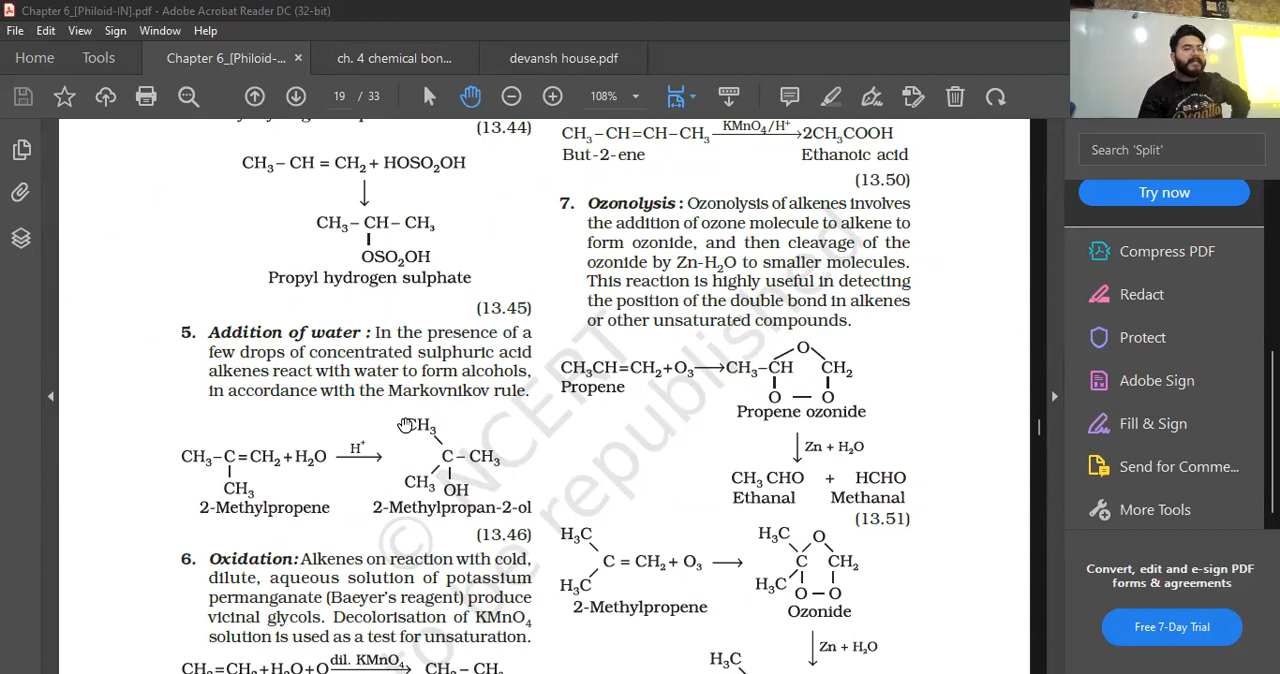 Chapter 6_[Philoid-IN].pdf - Adobe Acrobat Reader DC (32-bit)
File Edit View Sign Window Help
Home Tools Chapter 6_[Philoid-... × ch. 4 chemical bon... devansh house.pdf
19 / 33 108%
(13.44)
CH₃– CH = CH₂ + HOSO₂OH
↓
CH₃– CH – CH₃
OSO₂OH
Propyl hydrogen sulphate
(13.45)
5. Addition of water : In the presence of a
few drops of concentrated sulphuric acid
alkenes react with water to form alcohols,
in accordance with the Markovnikov rule.
CH₃
CH₃–C=CH₂+H₂O H⁺ → C – CH₃
CH₃ CH₃ OH
2-Methylpropene 2-Methylpropan-2-ol
(13.46)
6. Oxidation: Alkenes on reaction with cold,
dilute, aqueous solution of potassium
permanganate (Baeyer's reagent) produce
vicinal glycols. Decolorisation of KMnO₄
solution is used as a test for unsaturation.
CH₂=CH₂+H₂O+O dil. KMnO₄ → CH₂ – CH₂
CH₃–CH=CH–CH₃ KMnO₄/H⁺ → 2CH₃COOH
But-2-ene Ethanoic acid
(13.50)
7. Ozonolysis : Ozonolysis of alkenes involves
the addition of ozone molecule to alkene to
form ozonide, and then cleavage of the
ozonide by Zn-H₂O to smaller molecules.
This reaction is highly useful in detecting
the position of the double bond in alkenes
or other unsaturated compounds.
O
CH₃CH=CH₂+O₃ → CH₃–CH CH₂
Propene O — O
Propene ozonide
↓ Zn + H₂O
CH₃CHO + HCHO
Ethanal Methanal
(13.51)
H₃C H₃C O
C = CH₂+ O₃ → C CH₂
H₃C H₃C O – O
2-Methylpropene Ozonide
↓ Zn + H₂O
H₃C
© NCERT
to be republished
Search 'Split'
Try now
Compress PDF
Redact
Protect
Adobe Sign
Fill & Sign
Send for Comme...
More Tools
Convert, edit and e-sign PDF
forms & agreements
Free 7-Day Trial